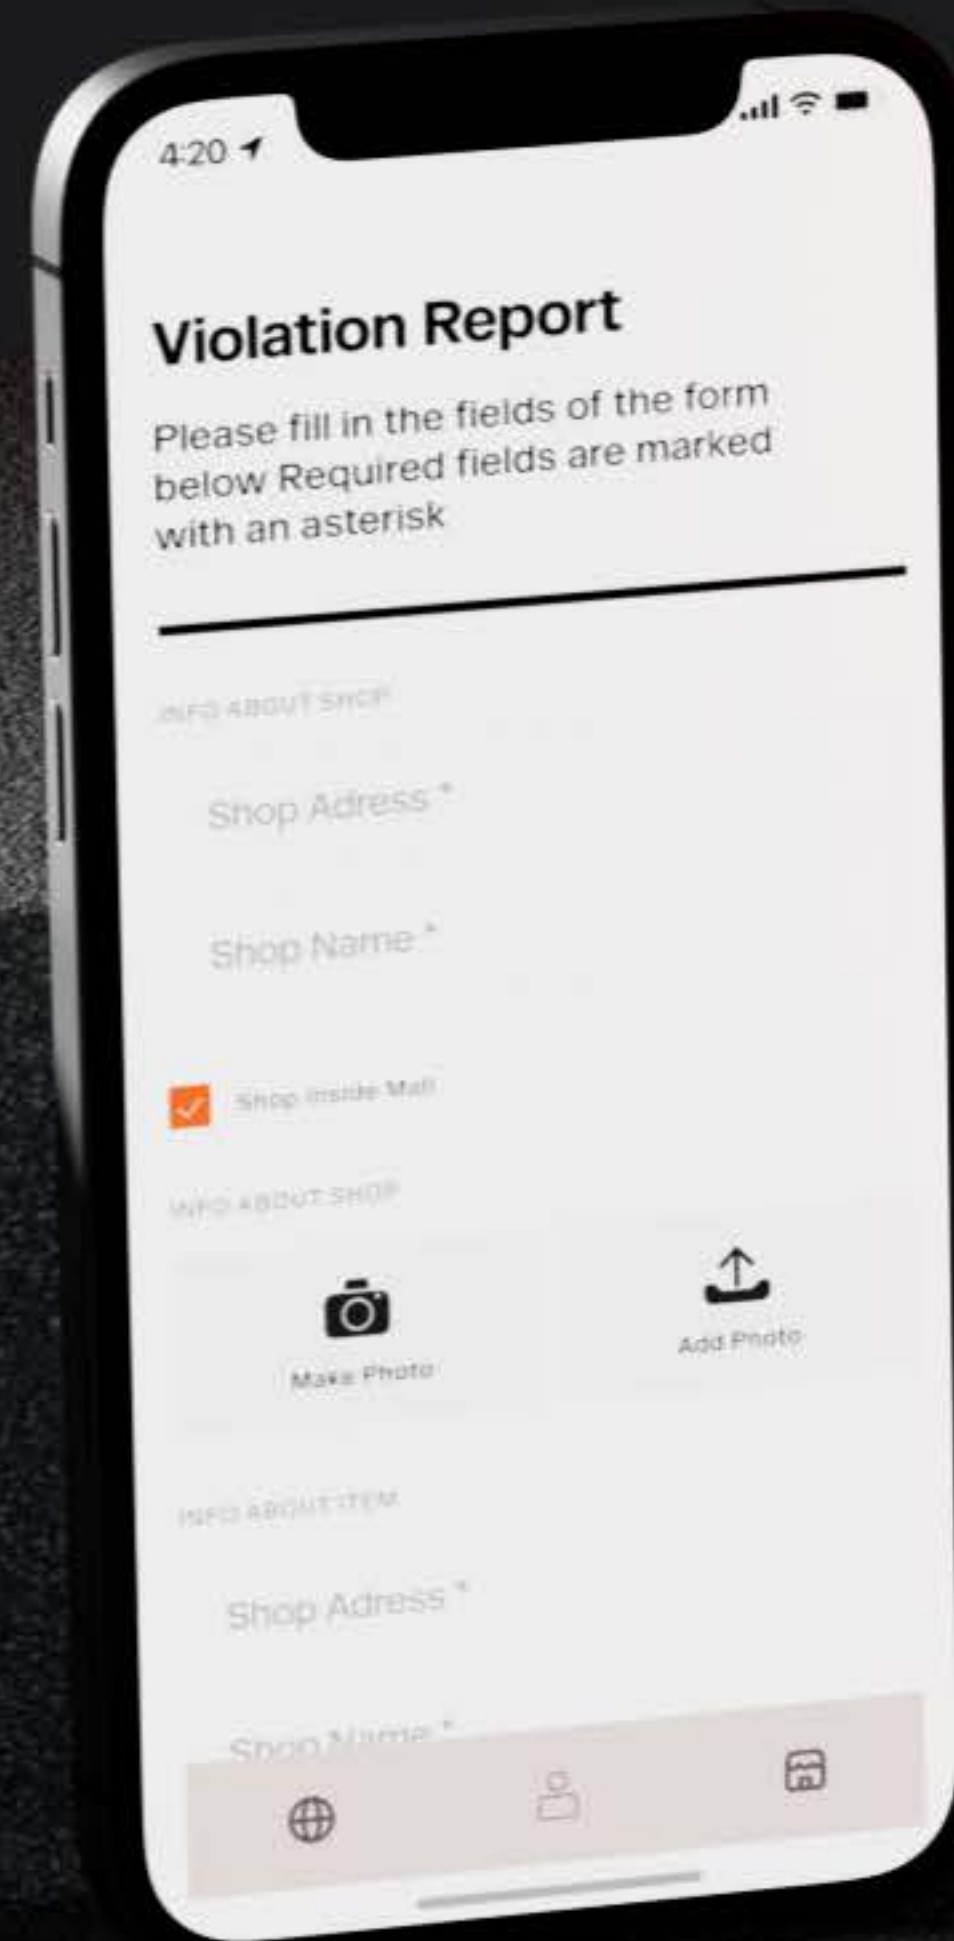 4:20
Violation Report
Please fill in the fields of the form
below Required fields are marked
with an asterisk
INFO ABOUT SHOP
Shop Adress *
Shop Name *
Shop Inside Mall
INFO ABOUT SHOP
Make Photo
Add Photo
INFO ABOUT ITEM
Shop Adress *
Shop Name *